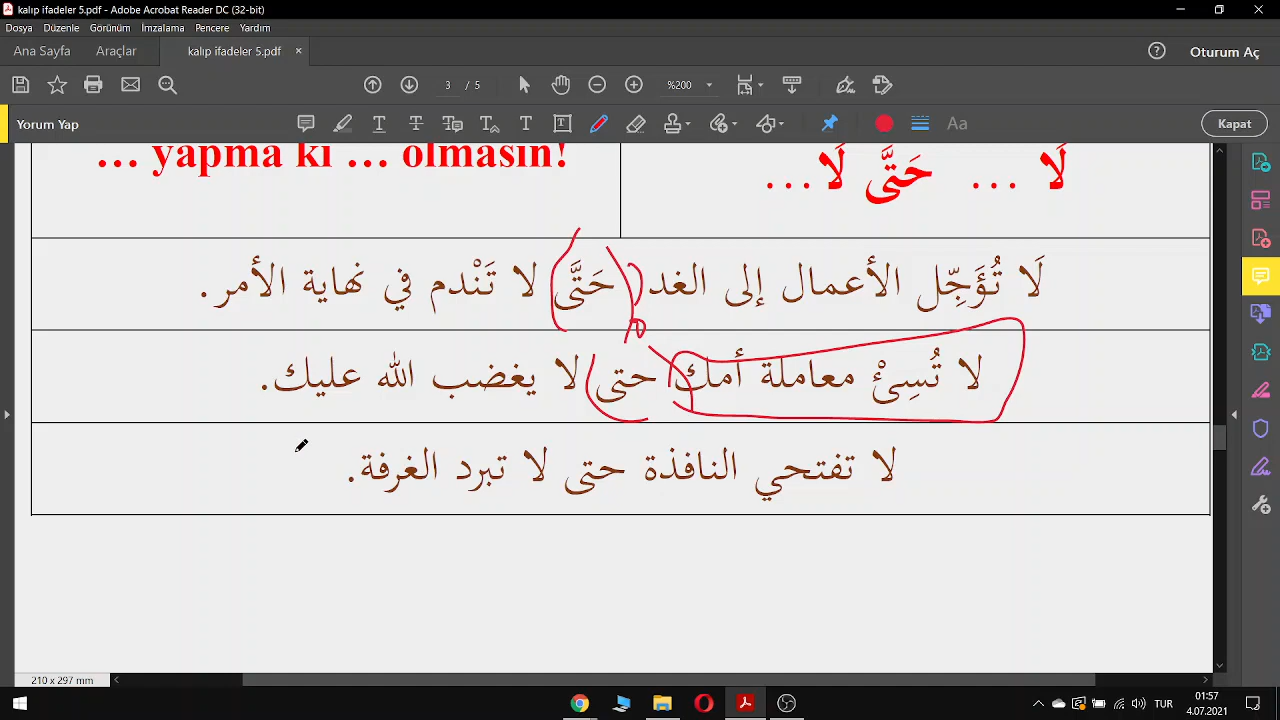 kalıp ifadeler 5.pdf - Adobe Acrobat Reader DC (32-bit)
Dosya Düzenle Görünüm İmzalama Pencere Yardım
Ana Sayfa Araçlar kalıp ifadeler 5.pdf × Oturum Aç
3 / 5 %200
Yorum Yap Aa Kapat
... yapma ki ... olmasın!
لَا ... حَتَّى لَا...
لَا تُؤَجِّل الأعمال إلى الغد حَتَّى لا تَنْدم في نهاية الأمر.
لا تُسِئْ معاملة أمك حتى لا يغضب الله عليك.
لا تفتحي النافذة حتى لا تبرد الغرفة.
210 x 297 mm
TUR 01:57
4.07.2021